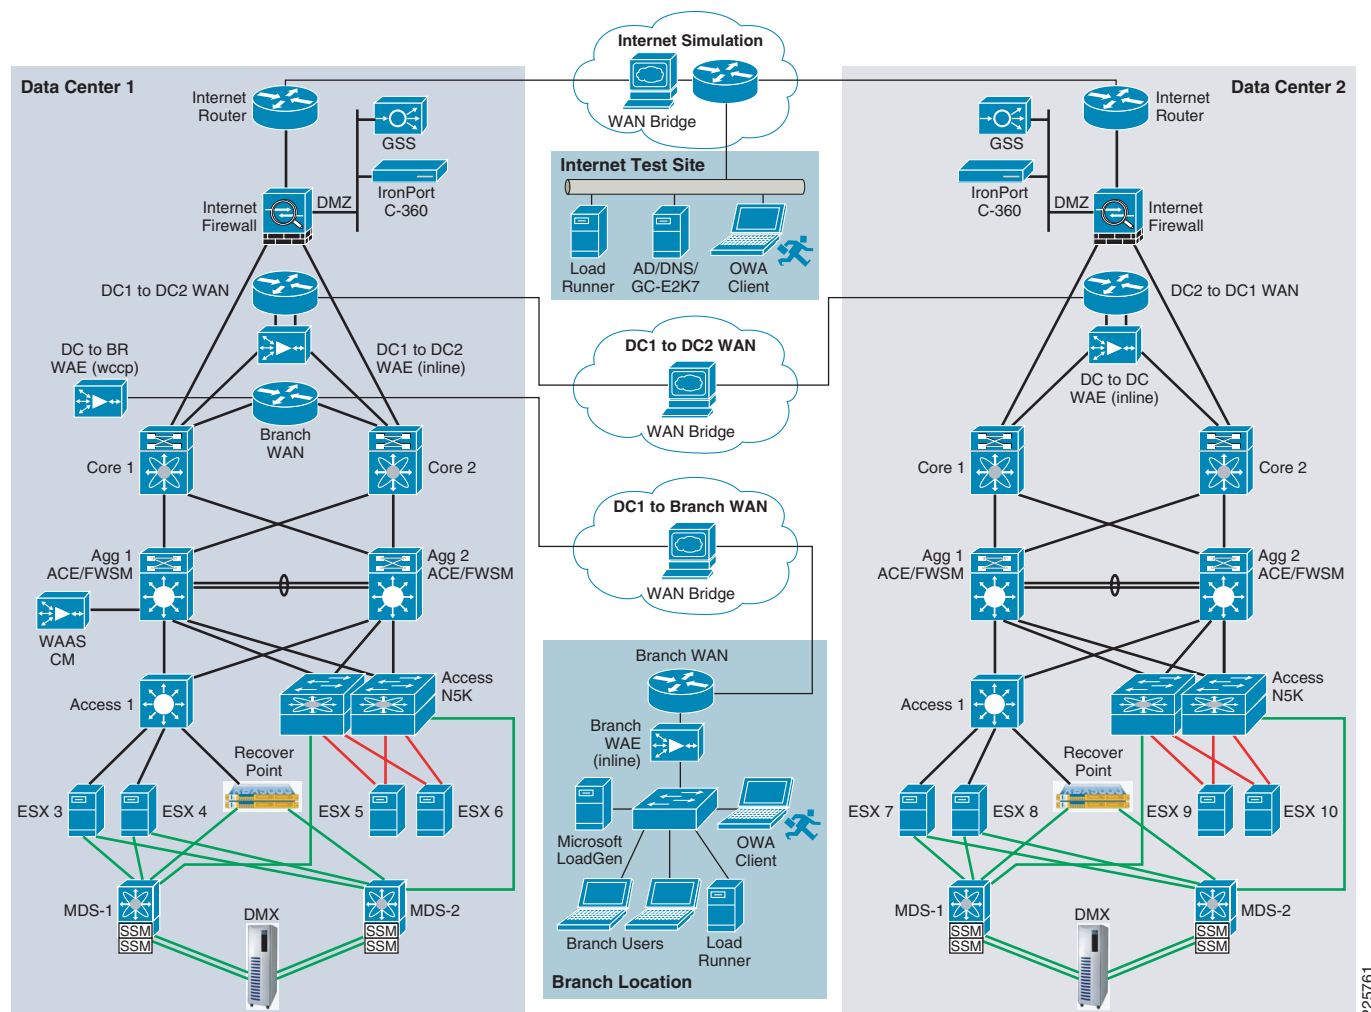 Internet Simulation
WAN Bridge
Data Center 1
Internet
Router
GSS
IronPort
C-360
DMZ
Internet
Firewall
DC1 to DC2 WAN
DC to BR
WAE (wccp)
DC1 to DC2
WAE (inline)
Branch
WAN
Core 1
Core 2
Agg 1
ACE/FWSM
Agg 2
ACE/FWSM
WAAS
CM
Access 1
Access
N5K
Recover
Point
ESX 3
ESX 4
ESX 5
ESX 6
MDS-1
SSM
SSM
DMX
MDS-2
SSM
SSM
Internet Test Site
Load
Runner
AD/DNS/
GC-E2K7
OWA
Client
DC1 to DC2 WAN
WAN Bridge
DC1 to Branch WAN
WAN Bridge
Branch WAN
Branch
WAE
(inline)
Microsoft
LoadGen
OWA
Client
Branch Users
Load
Runner
Branch Location
Data Center 2
Internet
Router
GSS
IronPort
C-360
DMZ
Internet
Firewall
DC2 to DC1 WAN
DC to DC
WAE (inline)
Core 1
Core 2
Agg 1
ACE/FWSM
Agg 2
ACE/FWSM
Access 1
Access
N5K
Recover
Point
ESX 7
ESX 8
ESX 9
ESX 10
MDS-1
SSM
SSM
DMX
MDS-2
SSM
SSM
225761